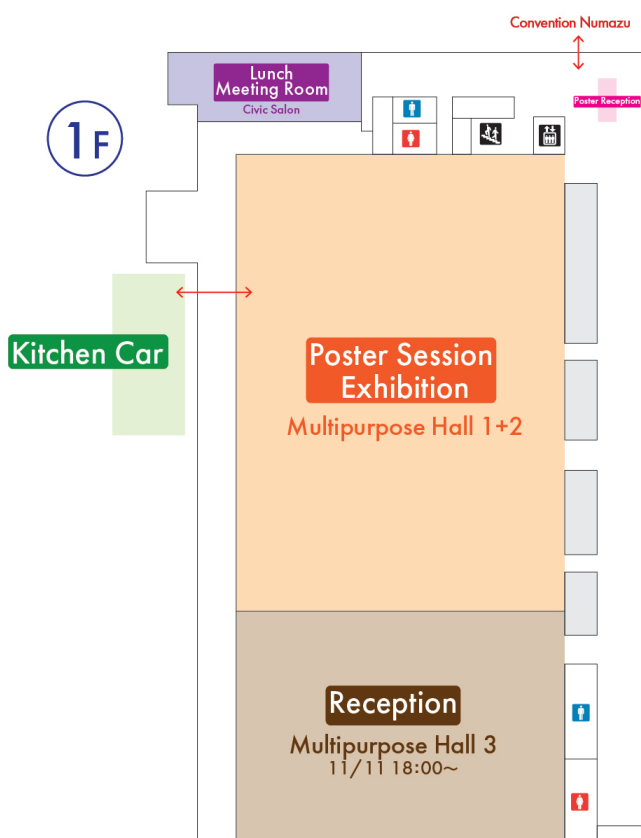 Convention Numazu
Lunch
Meeting Room
Civic Salon
Poster Reception
1F
Kitchen Car
Poster Session
Exhibition
Multipurpose Hall 1+2
Reception
Multipurpose Hall 3
11/11 18:00~